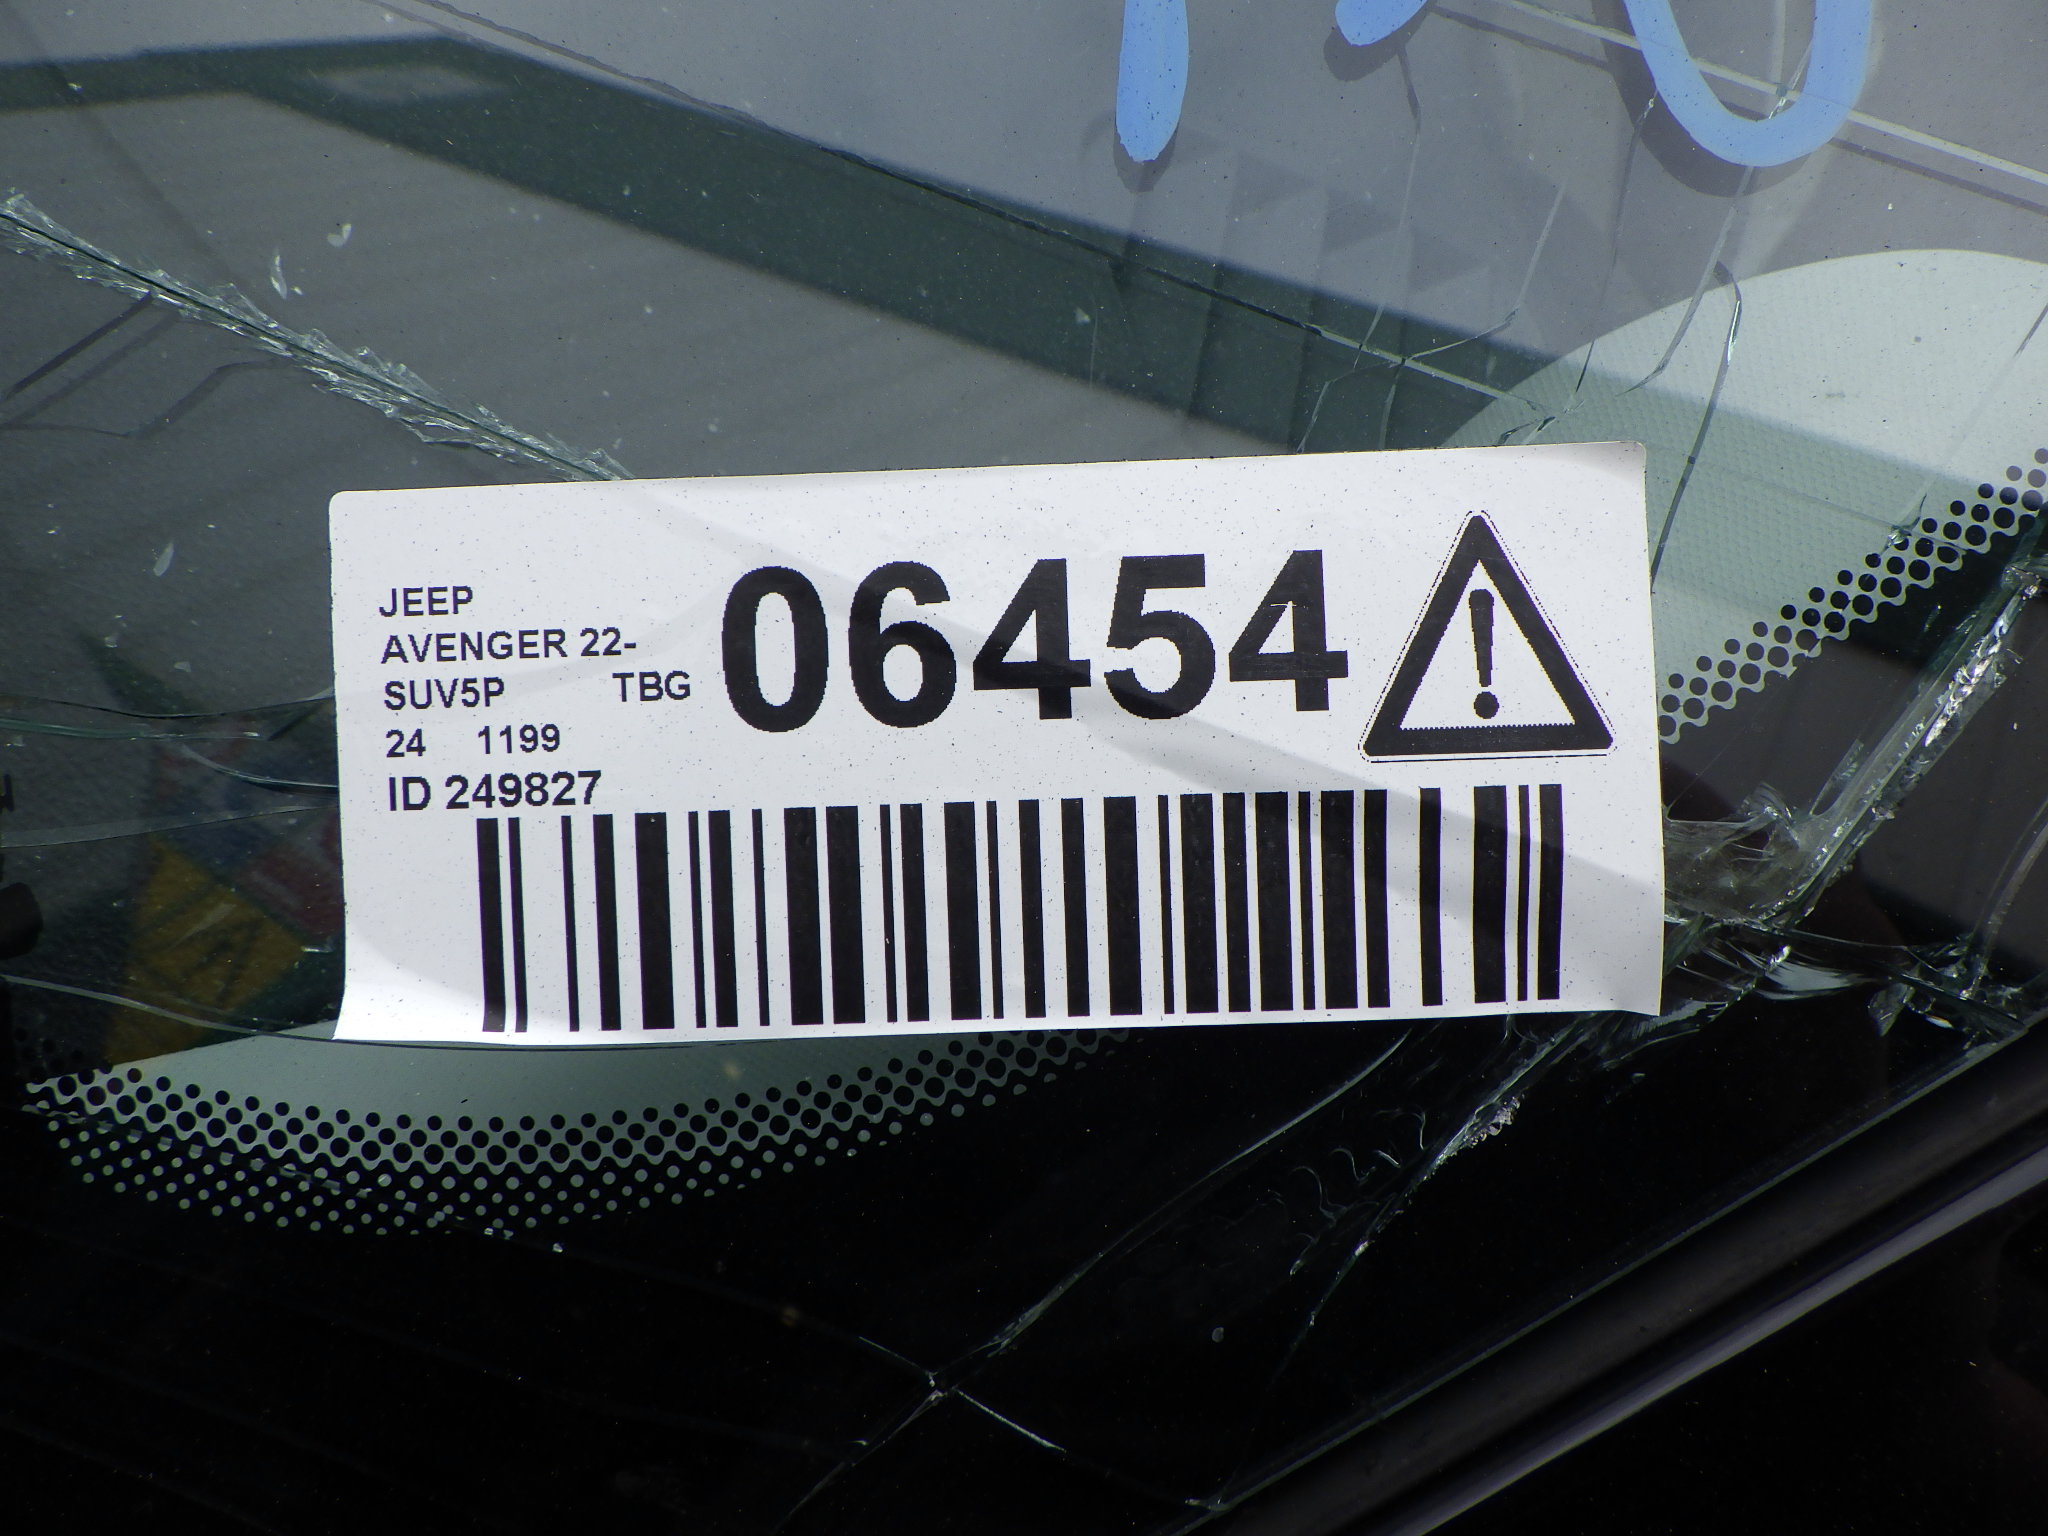 JEEP
AVENGER 22-
SUV5P TBG
24 1199
ID 249827
06454